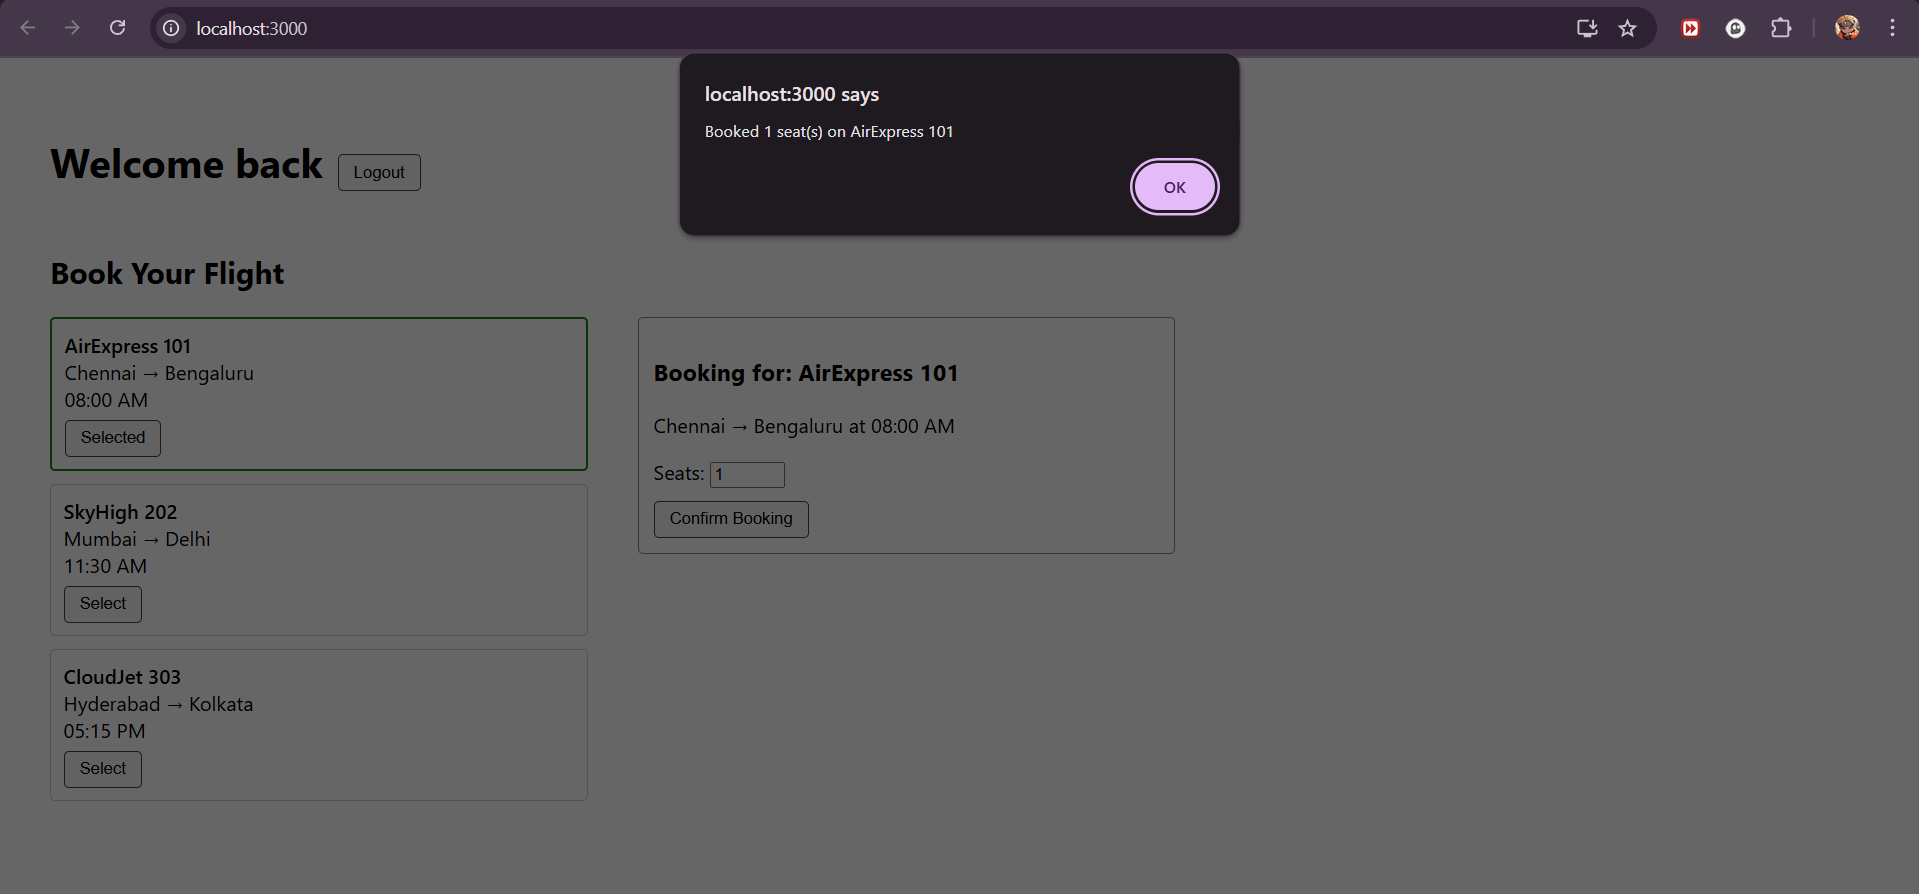 localhost:3000
localhost:3000 says
Booked 1 seat(s) on AirExpress 101
OK
Welcome back
Logout
Book Your Flight
AirExpress 101
Chennai → Bengaluru
08:00 AM
Selected
SkyHigh 202
Mumbai → Delhi
11:30 AM
Select
CloudJet 303
Hyderabad → Kolkata
05:15 PM
Select
Booking for: AirExpress 101
Chennai → Bengaluru at 08:00 AM
Seats: 1
Confirm Booking